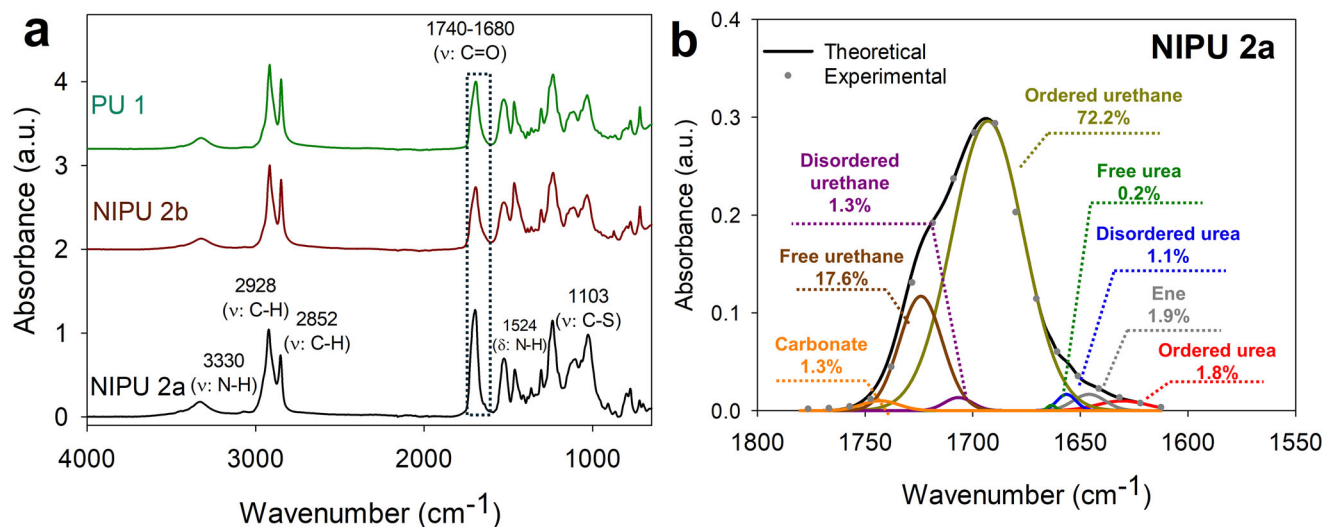 a
1740-1680
(ν: C=O)
4
PU 1
3
NIPU 2b
2
2928
(ν: C-H)
2852
(ν: C-H)
1103
(ν: C-S)
1
3330
(ν: N-H)
1524
(δ: N-H)
NIPU 2a
0
4000
3000
2000
1000
Absorbance (a.u.)
Wavenumber (cm-1)
b
NIPU 2a
Theoretical
Experimental
0.4
0.3
0.2
0.1
0.0
Ordered urethane
72.2%
Disordered
urethane
1.3%
Free urea
0.2%
Free urethane
17.6%
Disordered urea
1.1%
Ene
1.9%
Carbonate
1.3%
Ordered urea
1.8%
1800
1750
1700
1650
1600
1550
Absorbance (a.u.)
Wavenumber (cm-1)